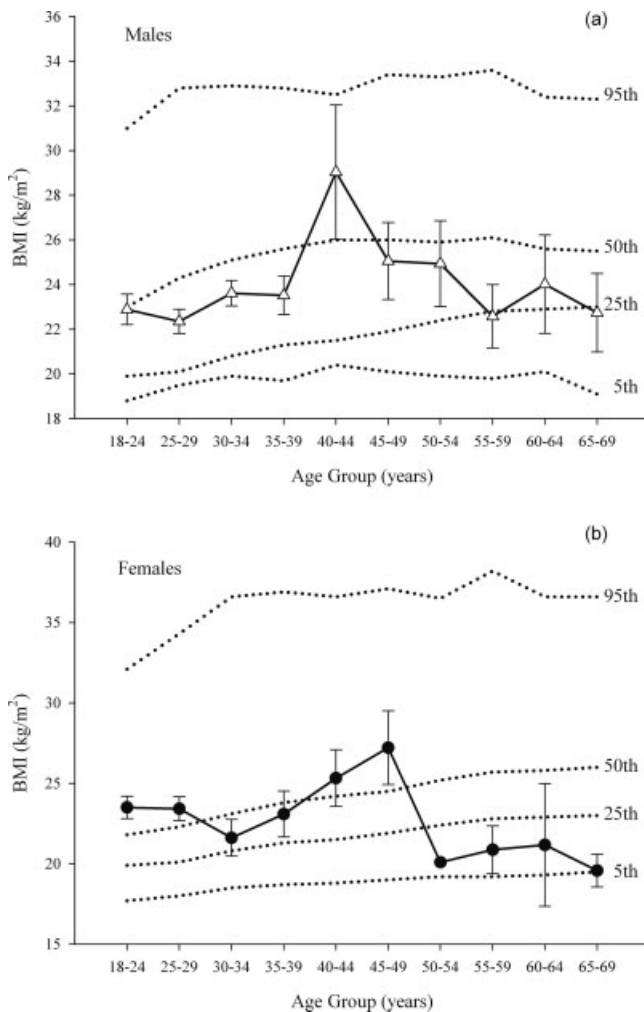 (a)
Males
36
34
32
30
28
26
24
22
20
18
BMI (kg/m²)
95th
50th
25th
5th
18-24 25-29 30-34 35-39 40-44 45-49 50-54 55-59 60-64 65-69
Age Group (years)
(b)
Females
40
35
30
25
20
15
BMI (kg/m²)
95th
50th
25th
5th
18-24 25-29 30-34 35-39 40-44 45-49 50-54 55-59 60-64 65-69
Age Group (years)